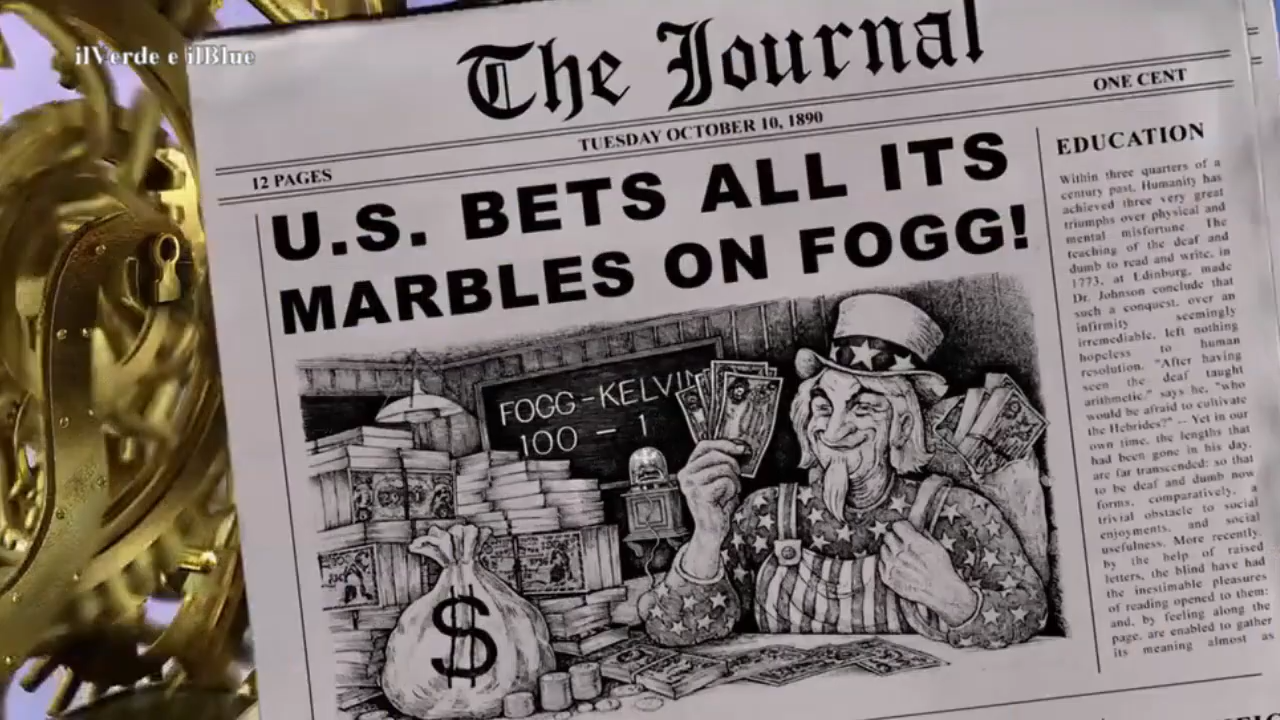 ilVerde e ilBlue
The Journal
ONE CENT
TUESDAY OCTOBER 10, 1890
12 PAGES
U.S. BETS ALL ITS
MARBLES ON FOGG!
FOGG-KELVIN
100 - 1
$
EDUCATION
Within three quarters of a
century past, Humanity has
achieved three very great
triumphs over physical and
mental misfortune. The
teaching of the deaf and
dumb to read and write, in
1773, at Edinburg, made
Dr. Johnson conclude that
such a conquest, over an
infirmity seemingly
irremediable, left nothing
hopeless to human
resolution. "After having
seen the deaf taught
arithmetic," says he, "who
would be afraid to cultivate
the Hebrides?" -- Yet in our
own time, the lengths that
had been gone in his day,
are far transcended: so that
to be deaf and dumb now
forms, comparatively, a
trivial obstacle to social
enjoyments, and social
usefulness. More recently,
by the help of raised
letters, the blind have had
the inestimable pleasures
of reading opened to them:
and, by feeling along the
page, are enabled to gather
its meaning almost as